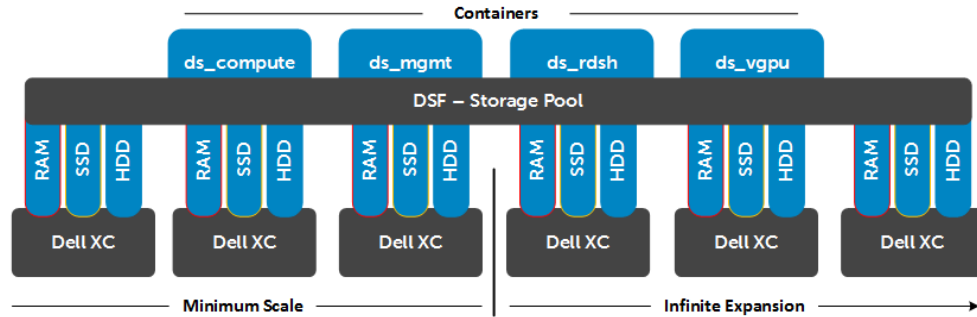 Containers
ds_compute ds_mgmt ds_rdsh ds_vgpu
DSF – Storage Pool
RAM SSD HDD RAM SSD HDD RAM SSD HDD RAM SSD HDD RAM SSD HDD RAM SSD HDD
Dell XC Dell XC Dell XC Dell XC Dell XC Dell XC
Minimum Scale Infinite Expansion